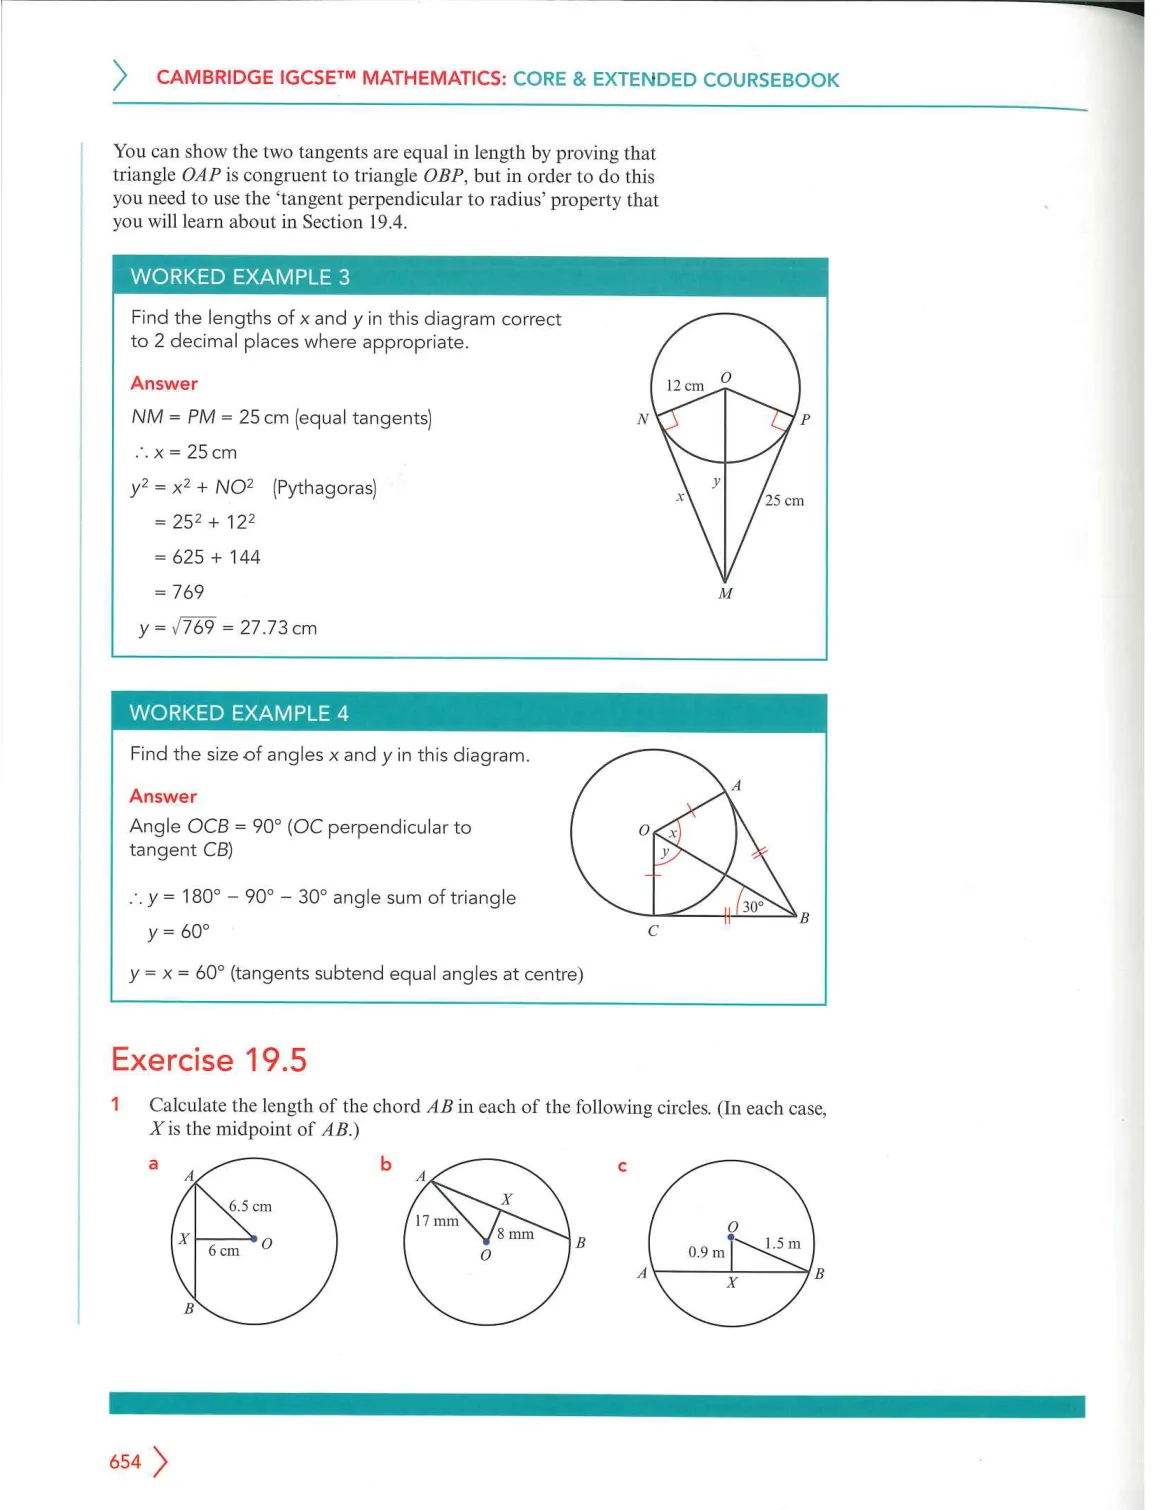 CAMBRIDGE IGCSE™ MATHEMATICS: CORE & EXTENDED COURSEBOOK
You can show the two tangents are equal in length by proving that
triangle OAP is congruent to triangle OBP, but in order to do this
you need to use the ‘tangent perpendicular to radius’ property that
you will learn about in Section 19.4.
WORKED EXAMPLE 3
Find the lengths of x and y in this diagram correct
to 2 decimal places where appropriate.
Answer
NM = PM = 25 cm (equal tangents)
∴ x = 25 cm
y² = x² + NO² (Pythagoras)
= 25² + 12²
= 625 + 144
= 769
y = √769 = 27.73 cm
12 cm
O
N
P
x
y
25 cm
M
WORKED EXAMPLE 4
Find the size of angles x and y in this diagram.
Answer
Angle OCB = 90° (OC perpendicular to
tangent CB)
∴ y = 180° − 90° − 30° angle sum of triangle
y = 60°
y = x = 60° (tangents subtend equal angles at centre)
A
O
x
y
30°
B
C
Exercise 19.5
1 Calculate the length of the chord AB in each of the following circles. (In each case,
X is the midpoint of AB.)
a
A
6.5 cm
X
6 cm
O
B
b
A
X
17 mm
8 mm
O
B
c
O
0.9 m
1.5 m
A
X
B
654